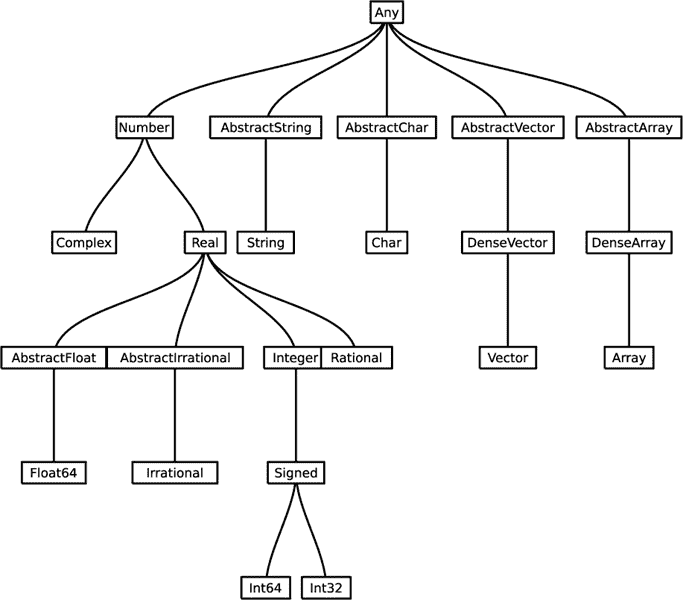 Any
Number AbstractString AbstractChar AbstractVector AbstractArray
Complex Real String Char DenseVector DenseArray
AbstractFloat AbstractIrrational Integer Rational Vector Array
Float64 Irrational Signed
Int64 Int32